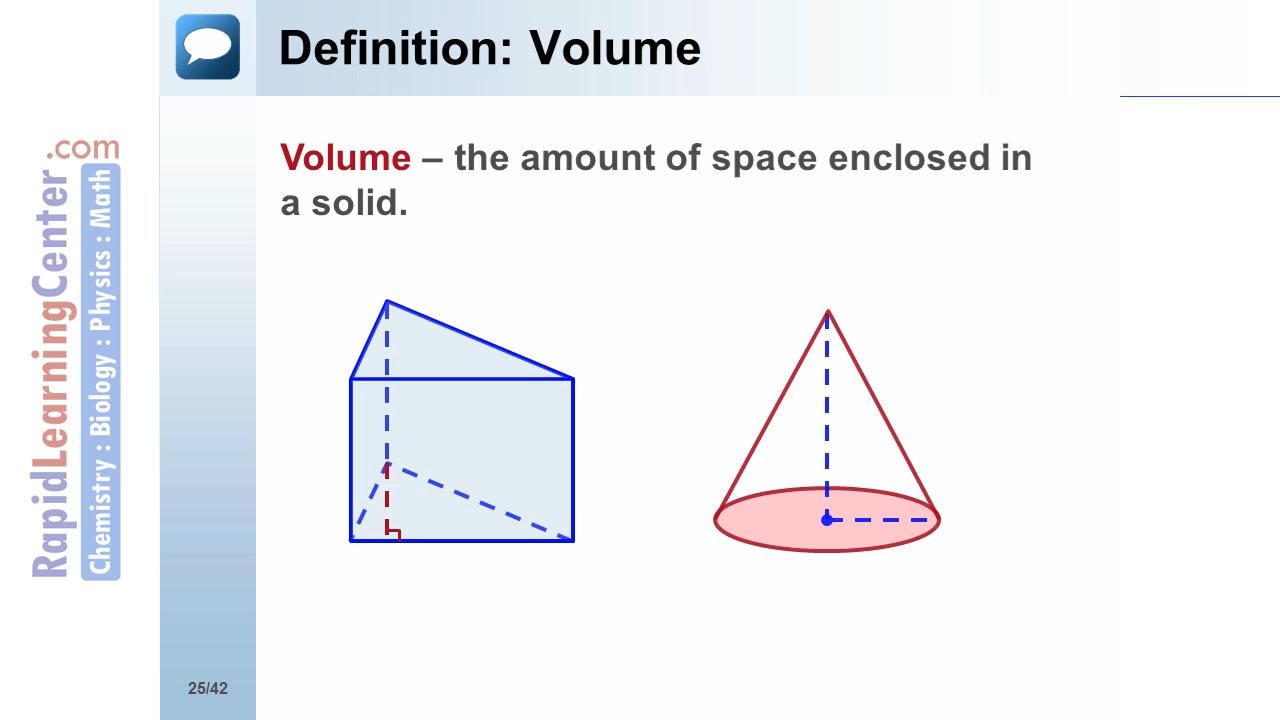 Definition: Volume
Volume – the amount of space enclosed in
a solid.
RapidLearningCenter.com
Chemistry : Biology : Physics : Math
25/42